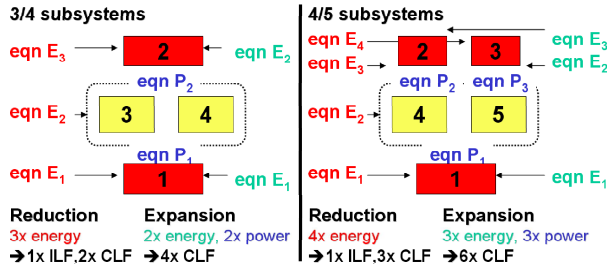 3/4 subsystems
eqn E3
2
eqn E2
eqn P2
eqn E2
3
4
eqn P1
eqn E1
1
eqn E1
Reduction
Expansion
3x energy
2x energy, 2x power
➔1x ILF,2x CLF
➔4x CLF
4/5 subsystems
eqn E4
eqn E3
2
3
eqn E3
eqn E2
eqn P2
eqn P3
eqn E2
4
5
eqn P1
eqn E1
1
eqn E1
Reduction
Expansion
4x energy
3x energy, 3x power
➔1x ILF,3x CLF
➔6x CLF